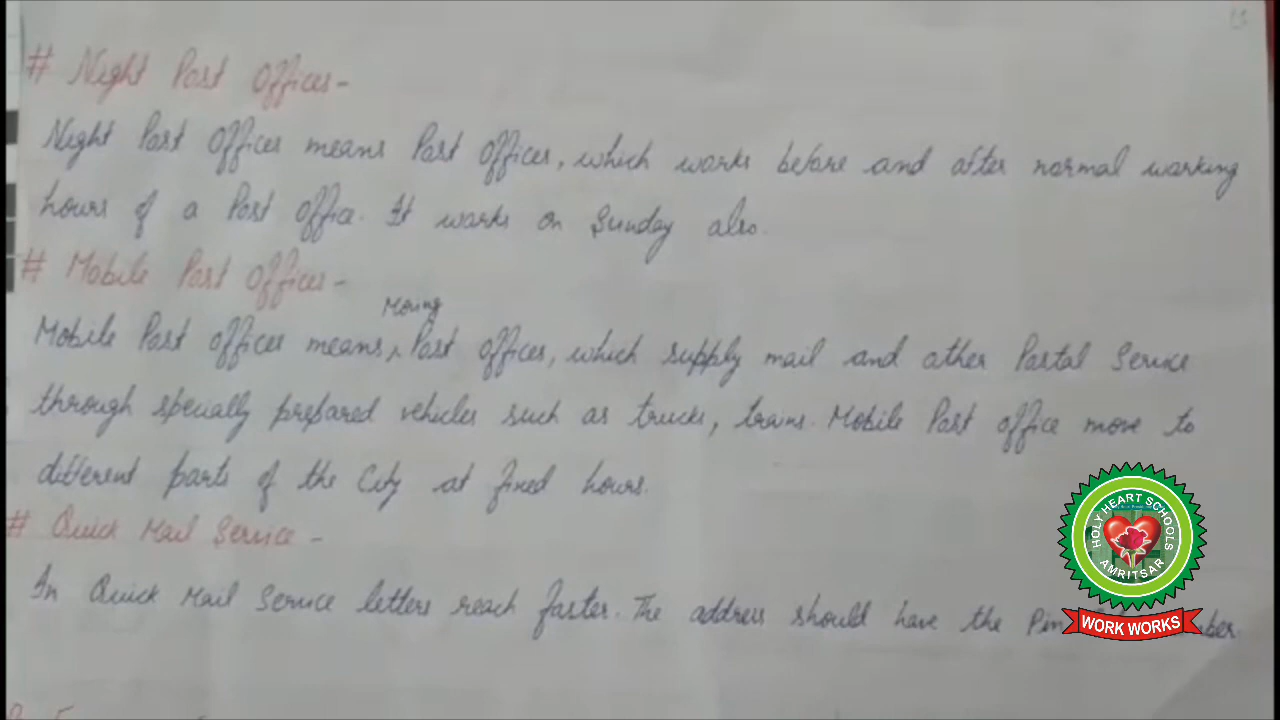 # Night Post Offices-
Night Post Offices means Post Offices, which works before and after normal working
hours of a Post Office. It works on Sunday also.
# Mobile Post Offices-
Moving
Mobile Post Offices means, Post Offices, which supply mail and other Postal Service
through specially prepared vehicles such as trucks, trains. Mobile Post office move to
different parts of the City at fixed hours.
# Quick Mail Service -
In Quick Mail Service letters reach faster. The address should have the Pin
HOLY HEART SCHOOLS
AMRITSAR
WORK WORKS